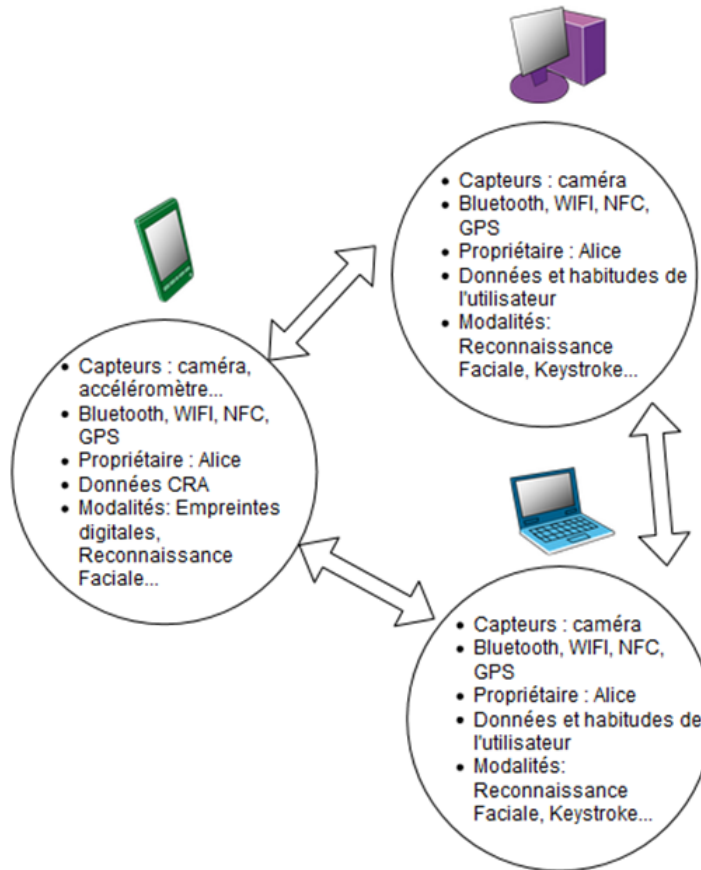 • Capteurs : caméra
• Bluetooth, WIFI, NFC,
GPS
• Propriétaire : Alice
• Données et habitudes de
l'utilisateur
• Modalités:
Reconnaissance
Faciale, Keystroke...
• Capteurs : caméra,
accéléromètre...
• Bluetooth, WIFI, NFC,
GPS
• Propriétaire : Alice
• Données CRA
• Modalités: Empreintes
digitales,
Reconnaissance
Faciale...
• Capteurs : caméra
• Bluetooth, WIFI, NFC,
GPS
• Propriétaire : Alice
• Données et habitudes de
l'utilisateur
• Modalités:
Reconnaissance
Faciale, Keystroke...